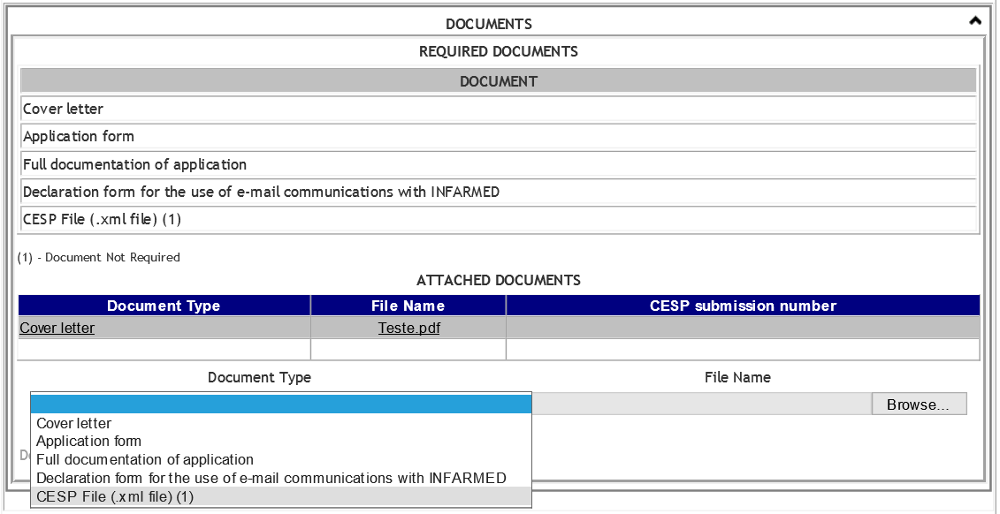 DOCUMENTS
REQUIRED DOCUMENTS
DOCUMENT
Cover letter
Application form
Full documentation of application
Declaration form for the use of e-mail communications with INFARMED
CESP File (.xml file) (1)
(1) - Document Not Required
ATTACHED DOCUMENTS
Document Type File Name CESP submission number
Cover letter Teste.pdf
Document Type File Name
Browse...
Cover letter
Application form
Full documentation of application
Declaration form for the use of e-mail communications with INFARMED
CESP File (.xml file) (1)